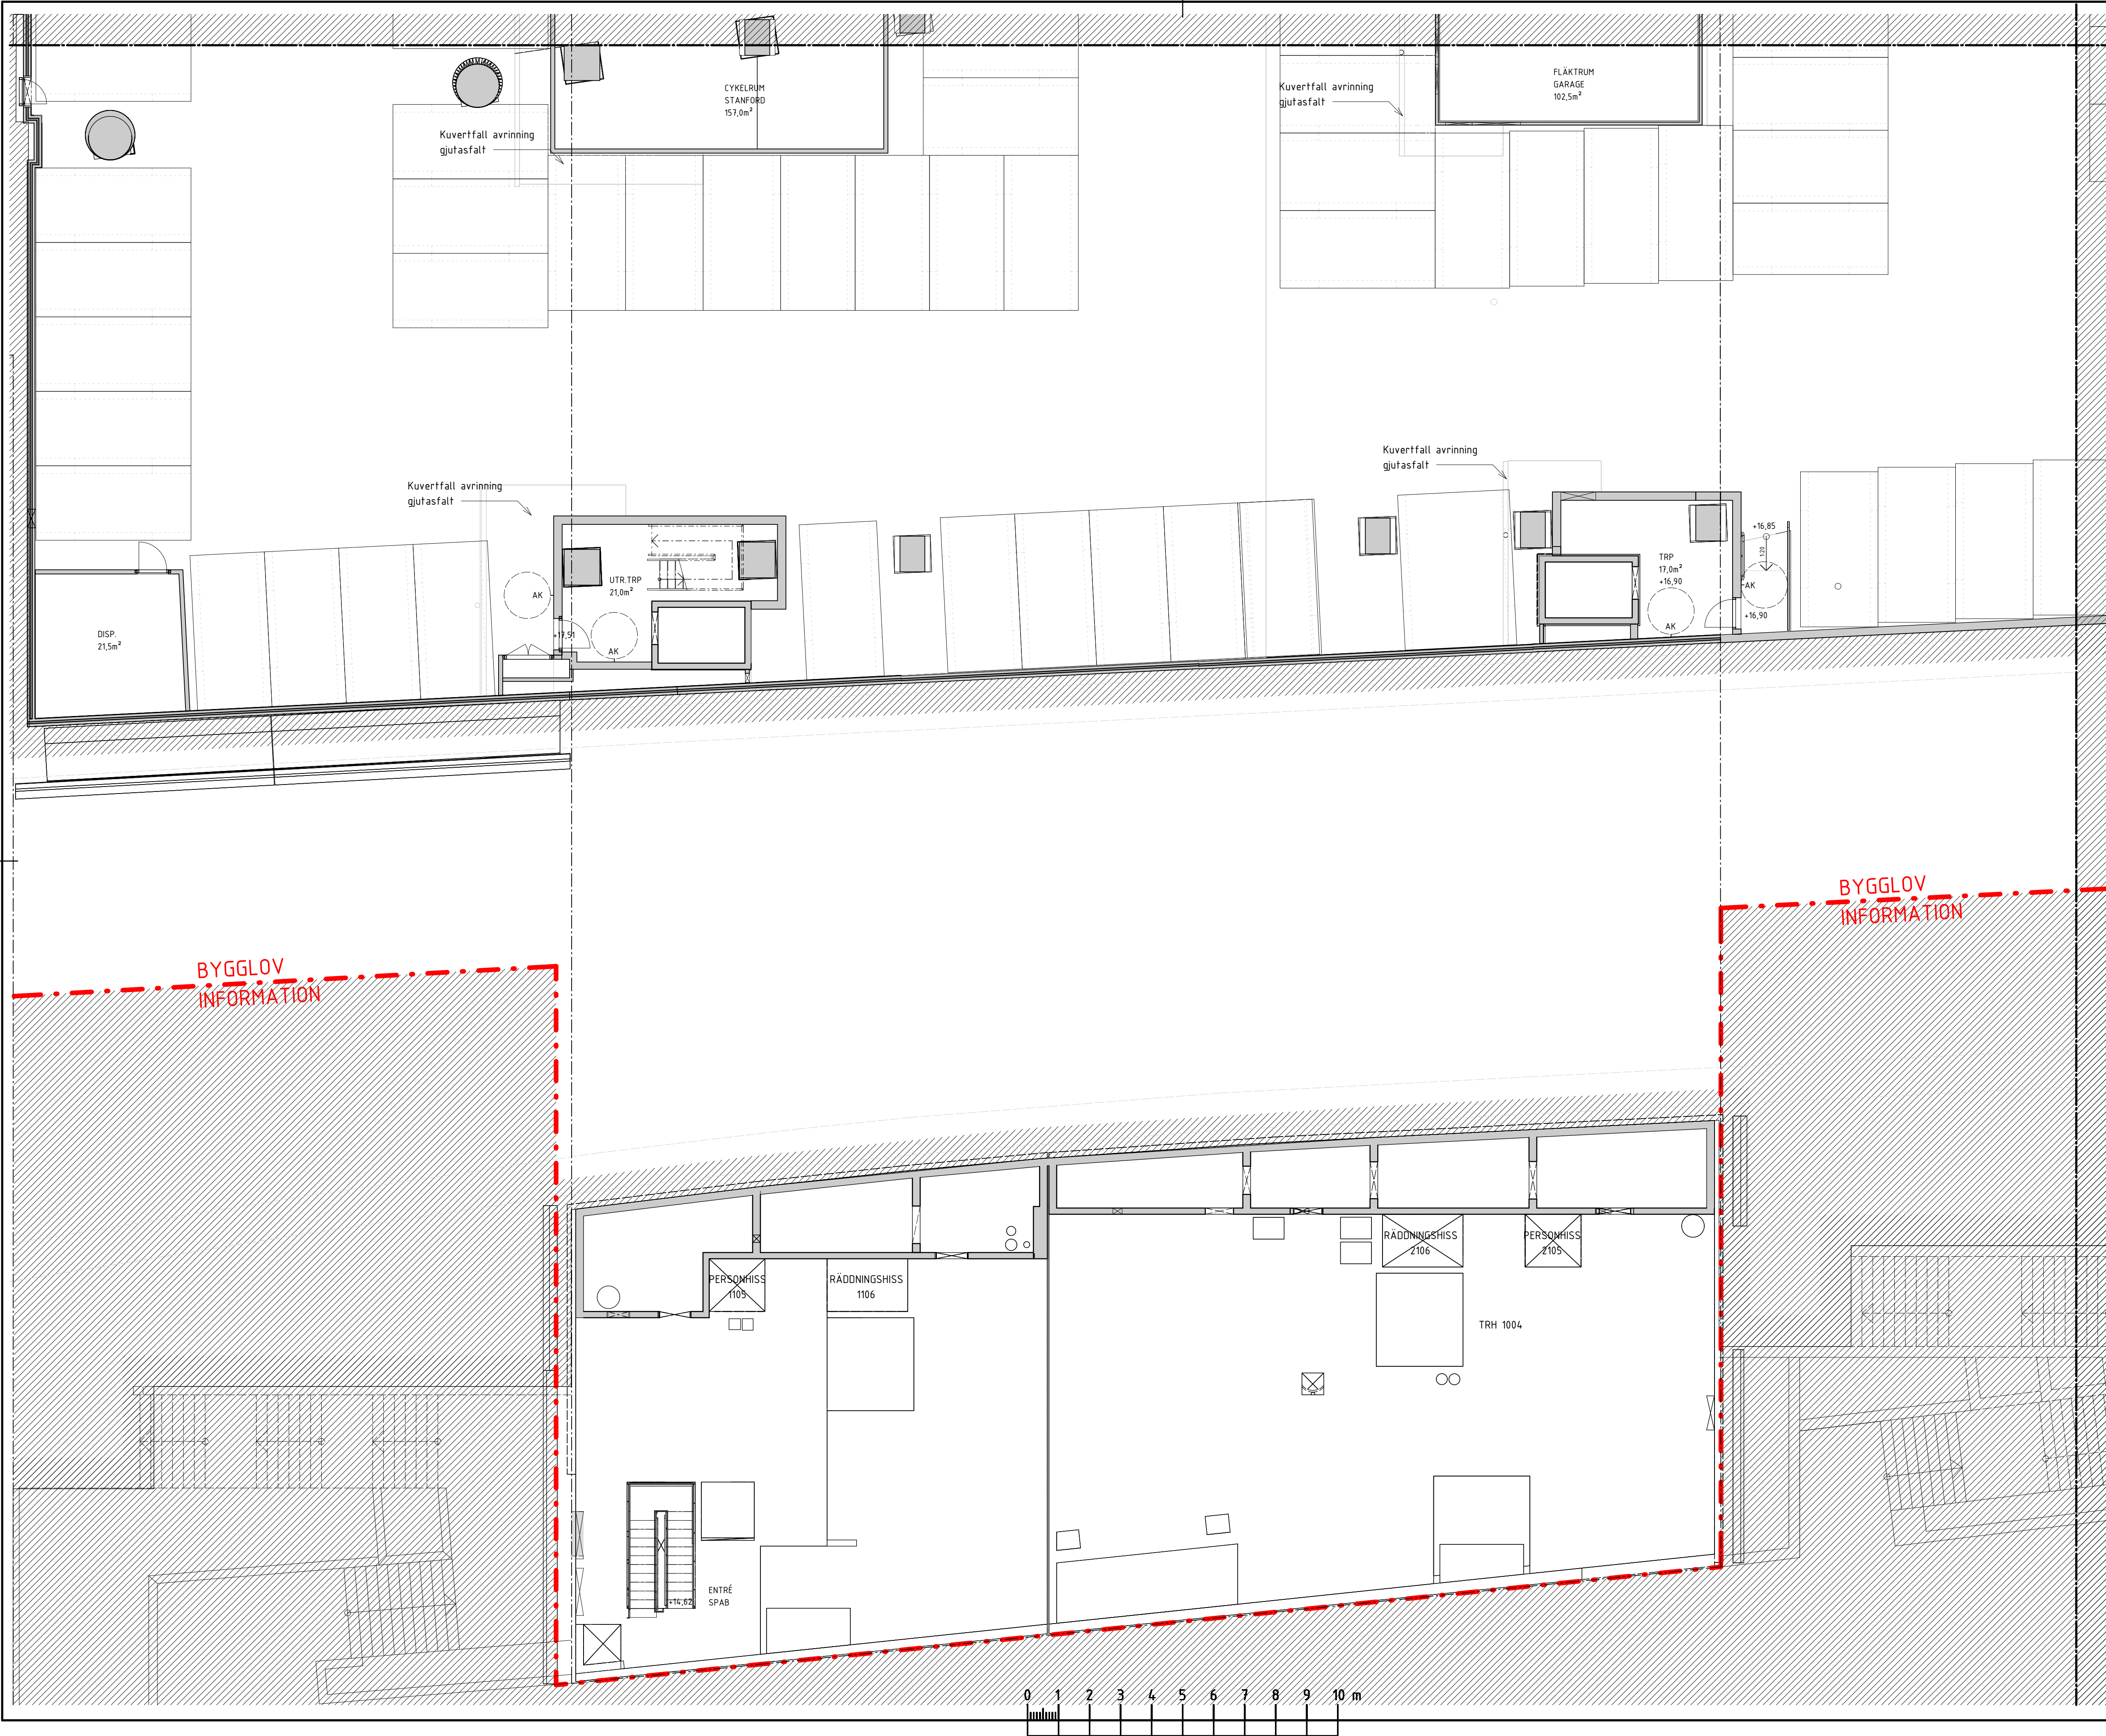 CYKELRUM
STANFORD
157,0m²
FLÄKTRUM
GARAGE
102,5m²
Kuvertfall avrinning
gjutasfalt
Kuvertfall avrinning
gjutasfalt
Kuvertfall avrinning
gjutasfalt
Kuvertfall avrinning
gjutasfalt
UTR.TRP
21,0m²
AK
AK
+17,51
DISP.
21,5m²
TRP
17,0m²
+16,90
AK
+16,85
1:20
AK
+16,90
BYGGLOV
INFORMATION
BYGGLOV
INFORMATION
RÄDDNINGSHISS
2106
PERSONHISS
2105
PERSONHISS
1105
RÄDDNINGSHISS
1106
TRH 1004
ENTRÉ
SPAB
+14,62
0 1 2 3 4 5 6 7 8 9 10 m